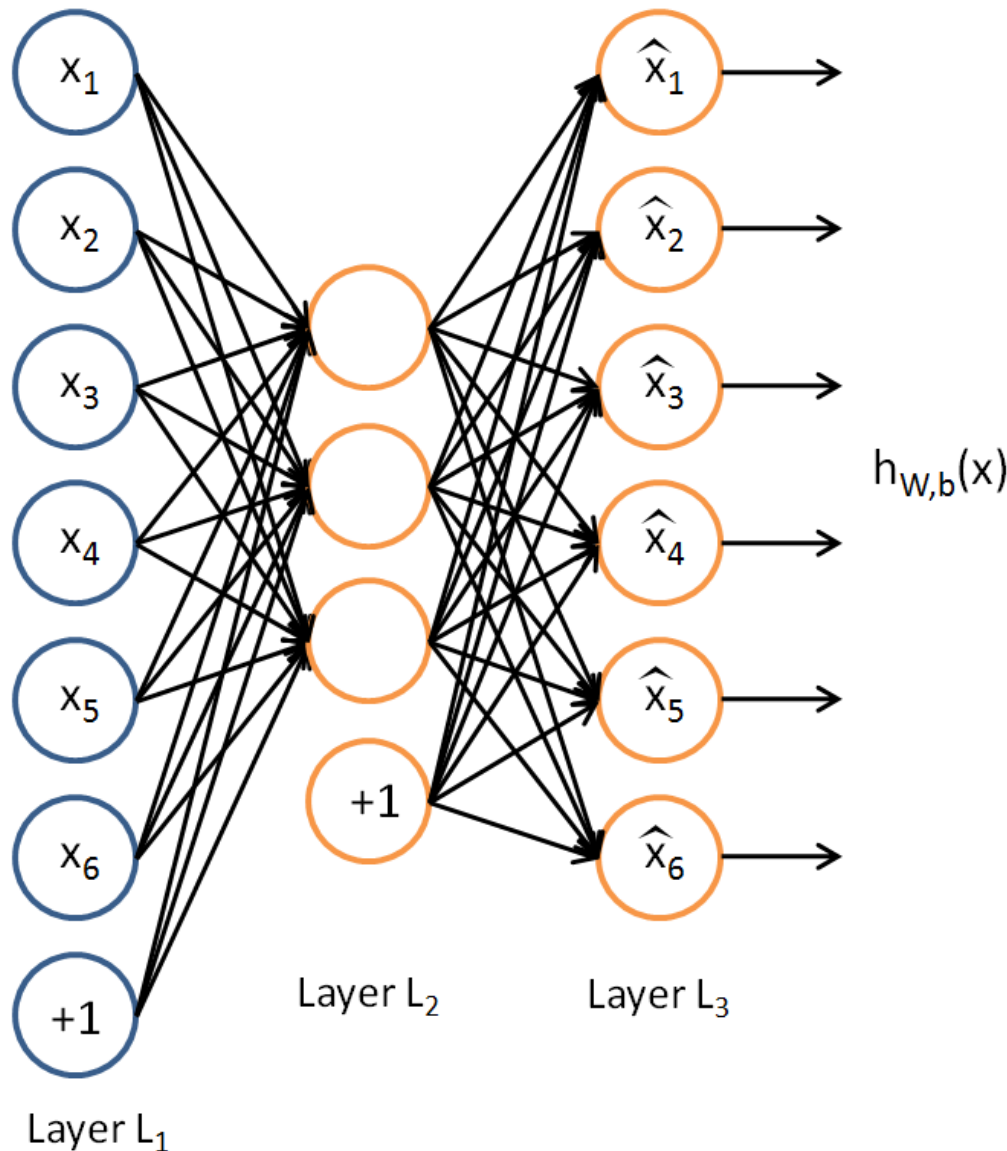 x₁
x₂
x₃
x₄
x₅
x₆
+1
Layer L₁
+1
Layer L₂
x̂₁
x̂₂
x̂₃
x̂₄
x̂₅
x̂₆
Layer L₃
h_{W,b}(x)